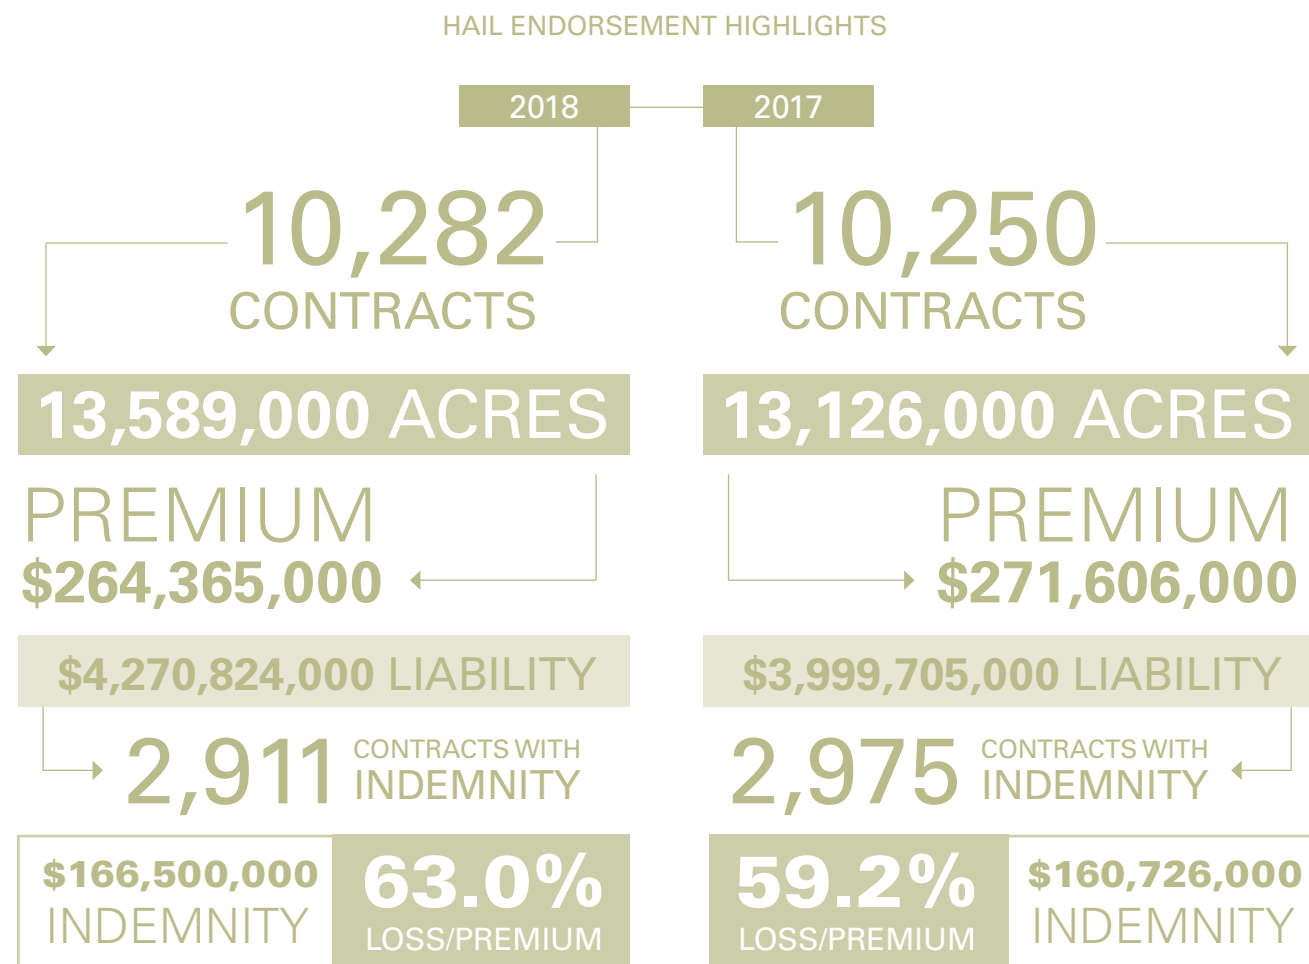 HAIL ENDORSEMENT HIGHLIGHTS
2018
10,282
CONTRACTS
13,589,000 ACRES
PREMIUM
$264,365,000
$4,270,824,000 LIABILITY
2,911
CONTRACTS WITH
INDEMNITY
$166,500,000
INDEMNITY
63.0%
LOSS/PREMIUM
2017
10,250
CONTRACTS
13,126,000 ACRES
PREMIUM
$271,606,000
$3,999,705,000 LIABILITY
2,975
CONTRACTS WITH
INDEMNITY
59.2%
LOSS/PREMIUM
$160,726,000
INDEMNITY